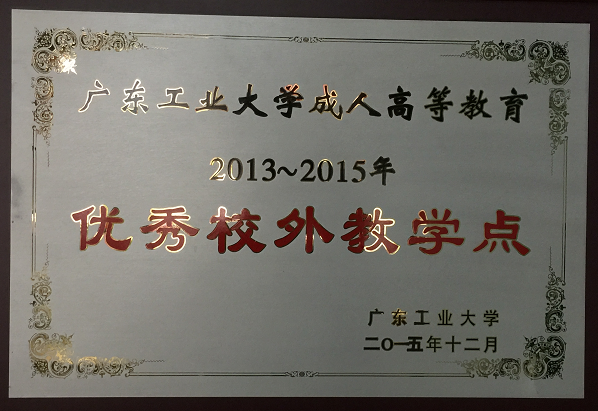 广东工业大学成人高等教育
2013~2015年
优秀校外教学点
广东工业大学
二〇一五年十二月